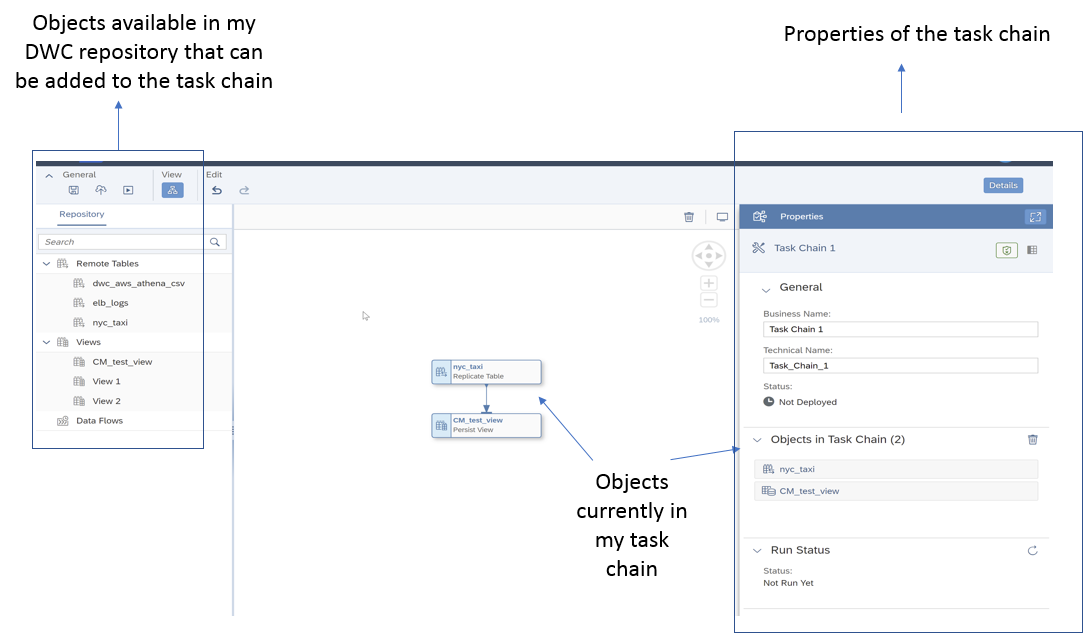 Objects available in my
DWC repository that can
be added to the task chain
Properties of the task chain
General
View
Edit
Details
Repository
Search
Remote Tables
dwc_aws_athena_csv
elb_logs
nyc_taxi
Views
CM_test_view
View 1
View 2
Data Flows
100%
nyc_taxi
Replicate Table
CM_test_view
Persist View
Objects
currently in
my task
chain
Properties
Task Chain 1
General
Business Name:
Task Chain 1
Technical Name:
Task_Chain_1
Status:
Not Deployed
Objects in Task Chain (2)
nyc_taxi
CM_test_view
Run Status
Status:
Not Run Yet